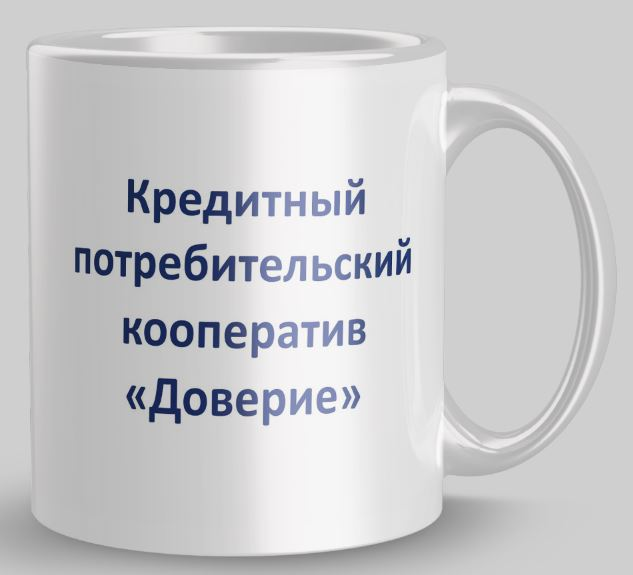 Кредитный
потребительский
кооператив
«Доверие»